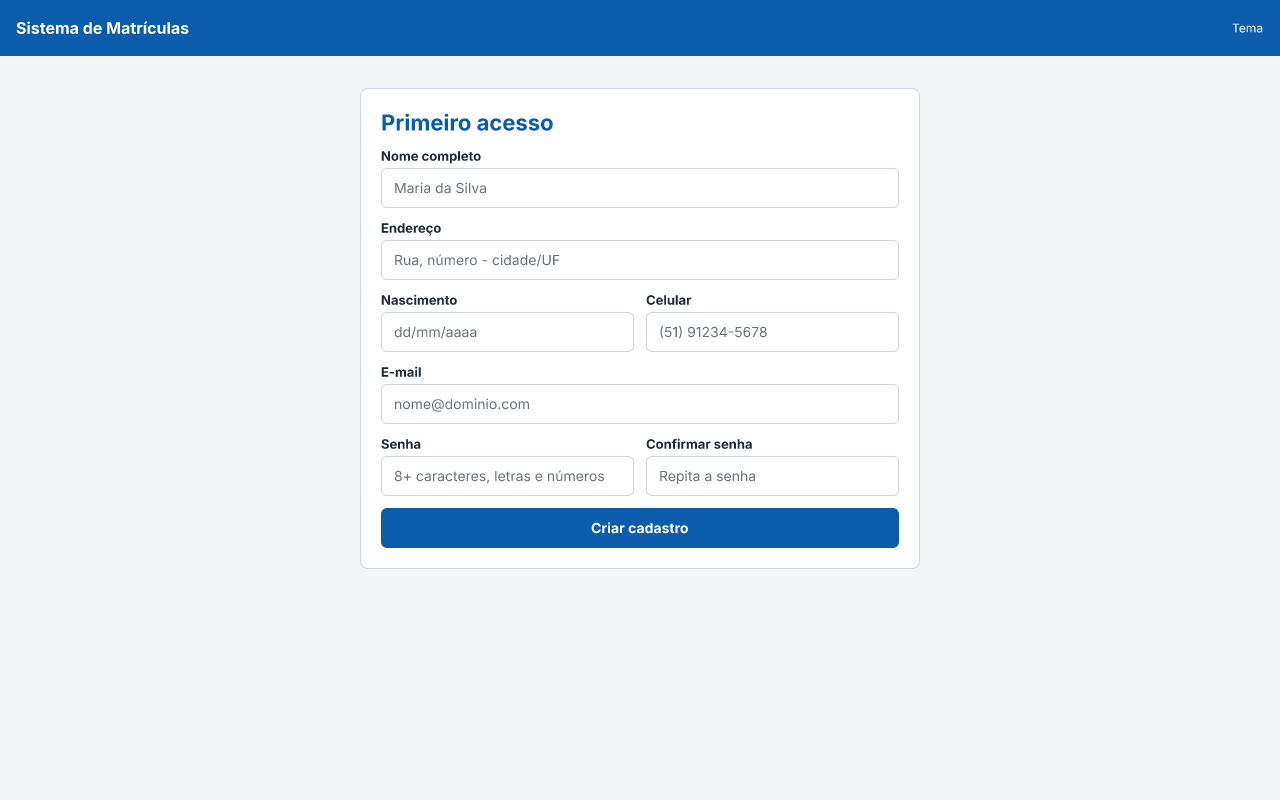 Sistema de Matrículas
Tema
Primeiro acesso
Nome completo
Maria da Silva
Endereço
Rua, número - cidade/UF
Nascimento
Celular
dd/mm/aaaa
(51) 91234-5678
E-mail
nome@dominio.com
Senha
Confirmar senha
8+ caracteres, letras e números
Repita a senha
Criar cadastro